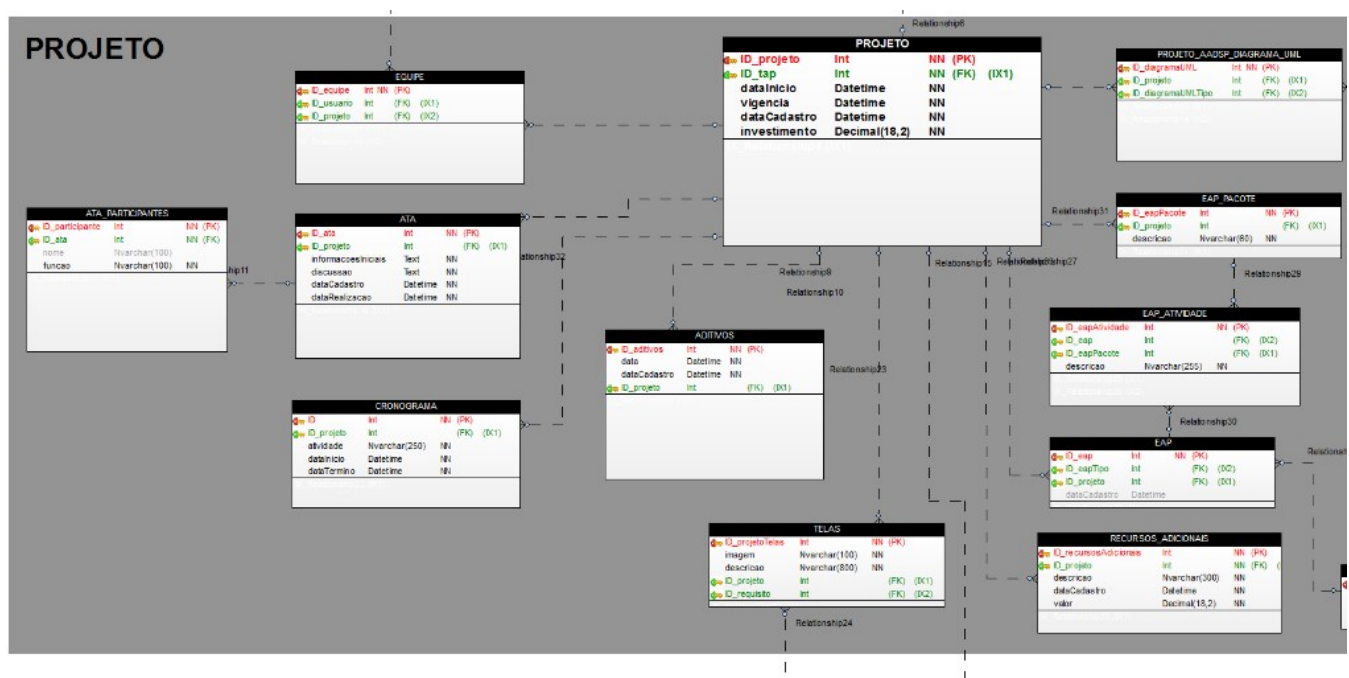 PROJETO
Relationship6
EQUIPE
ID_equipe Int NN (PK)
ID_usuario Int (FK) (IX1)
ID_projeto Int (FK) (IX2)
PROJETO
ID_projeto Int NN (PK)
ID_tap Int NN (FK) (IX1)
dataInicio Datetime NN
vigencia Datetime NN
dataCadastro Datetime NN
investimento Decimal(18,2) NN
PROJETO_AADSP_DIAGRAMA_UML
ID_diagramaUML Int NN (PK)
ID_projeto Int (FK) (IX1)
ID_diagramaUMLTipo Int (FK) (IX2)
ATA_PARTICIPANTES
ID_participante Int NN (PK)
ID_ata Int NN (FK)
nome Nvarchar(100)
funcao Nvarchar(100) NN
ship11
ATA
ID_ata Int NN (PK)
ID_projeto Int (FK) (IX1)
informacoesIniciais Text NN
discussao Text NN
dataCadastro Datetime NN
dataRealizacao Datetime NN
lationship32
Relationship31
EAP_PACOTE
ID_eapPacote Int NN (PK)
ID_projeto Int (FK) (IX1)
descricao Nvarchar(60) NN
Relationship9
Relationship10
Relationship15
Relationship27
Relationship29
EAP_ATIVIDADE
ID_eapAtividade Int NN (PK)
ID_eap Int (FK) (IX2)
ID_eapPacote Int (FK) (IX1)
descricao Nvarchar(255) NN
ADITIVOS
ID_aditivos Int NN (PK)
data Datetime NN
dataCadastro Datetime NN
ID_projeto Int (FK) (IX1)
Relationship23
CRONOGRAMA
ID Int NN (PK)
ID_projeto Int (FK) (IX1)
atividade Nvarchar(250) NN
dataInicio Datetime NN
dataTermino Datetime NN
Relationship30
EAP
ID_eap Int NN (PK)
ID_eapTipo Int (FK) (IX2)
ID_projeto Int (FK) (IX1)
dataCadastro Datetime
Relations
TELAS
ID_projetoTelas Int NN (PK)
imagem Nvarchar(100) NN
descricao Nvarchar(800) NN
ID_projeto Int (FK) (IX1)
ID_requisito Int (FK) (IX2)
Relationship24
RECURSOS_ADICIONAIS
ID_recursosAdicionais Int NN (PK)
ID_projeto Int NN (FK) (
descricao Nvarchar(300) NN
dataCadastro Datetime NN
valor Decimal(18,2) NN